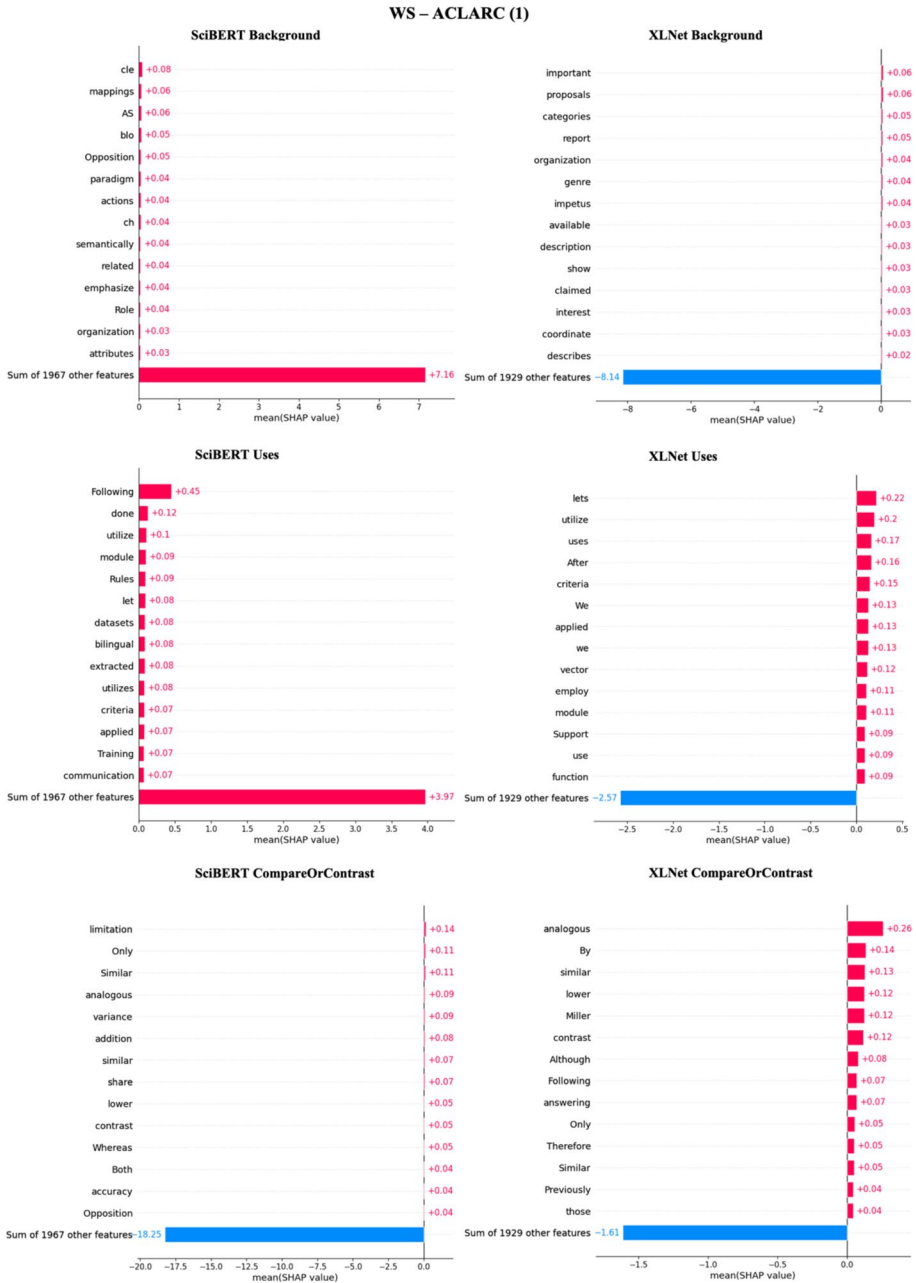 WS – ACLARC (1)
SciBERT Background
cle +0.08
mappings +0.06
AS +0.06
blo +0.05
Opposition +0.05
paradigm +0.04
actions +0.04
ch +0.04
semantically +0.04
related +0.04
emphasize +0.04
Role +0.04
organization +0.03
attributes +0.03
Sum of 1967 other features +7.16
0 1 2 3 4 5 6 7
mean(SHAP value)
XLNet Background
important +0.06
proposals +0.06
categories +0.05
report +0.05
organization +0.04
genre +0.04
impetus +0.04
available +0.03
description +0.03
show +0.03
claimed +0.03
interest +0.03
coordinate +0.03
describes +0.02
Sum of 1929 other features −8.14
−8 −6 −4 −2 0
mean(SHAP value)
SciBERT Uses
Following +0.45
done +0.12
utilize +0.1
module +0.09
Rules +0.09
let +0.08
datasets +0.08
bilingual +0.08
extracted +0.08
utilizes +0.08
criteria +0.07
applied +0.07
Training +0.07
communication +0.07
Sum of 1967 other features +3.97
0.0 0.5 1.0 1.5 2.0 2.5 3.0 3.5 4.0
mean(SHAP value)
XLNet Uses
lets +0.22
utilize +0.2
uses +0.17
After +0.16
criteria +0.15
We +0.13
applied +0.13
we +0.13
vector +0.12
employ +0.11
module +0.11
Support +0.09
use +0.09
function +0.09
Sum of 1929 other features −2.57
−2.5 −2.0 −1.5 −1.0 −0.5 0.0 0.5
mean(SHAP value)
SciBERT CompareOrContrast
limitation +0.14
Only +0.11
Similar +0.11
analogous +0.09
variance +0.09
addition +0.08
similar +0.07
share +0.07
lower +0.05
contrast +0.05
Whereas +0.05
Both +0.04
accuracy +0.04
Opposition +0.04
Sum of 1967 other features −18.25
−20.0 −17.5 −15.0 −12.5 −10.0 −7.5 −5.0 −2.5 0.0
mean(SHAP value)
XLNet CompareOrContrast
analogous +0.26
By +0.14
similar +0.13
lower +0.12
Miller +0.12
contrast +0.12
Although +0.08
Following +0.07
answering +0.07
Only +0.05
Therefore +0.05
Similar +0.05
Previously +0.04
those +0.04
Sum of 1929 other features −1.61
−1.5 −1.0 −0.5 0.0
mean(SHAP value)